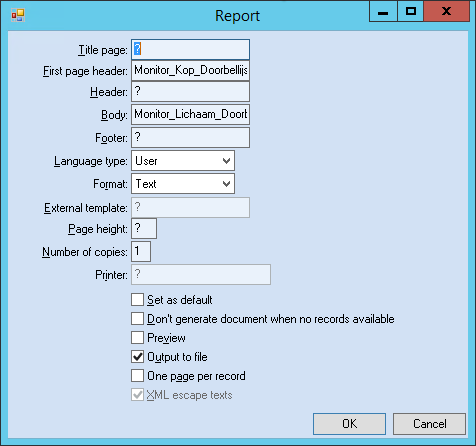 Report
Title page: ?
First page header: Monitor_Kop_Doorbellijs
Header: ?
Body: Monitor_Lichaam_Doorb
Footer: ?
Language type: User
Format: Text
External template: ?
Page height: ?
Number of copies: 1
Printer: ?
Set as default
Don't generate document when no records available
Preview
Output to file
One page per record
XML escape texts
OK Cancel